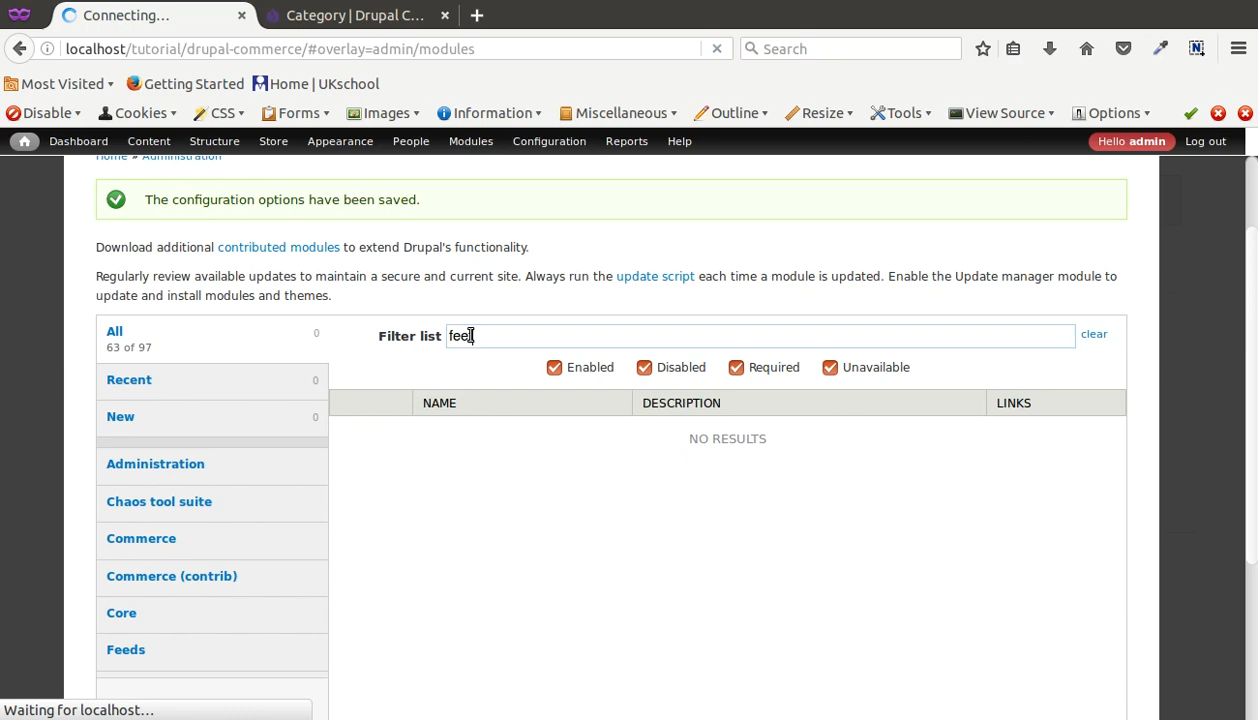 Connecting...
Category | Drupal C...
localhost/tutorial/drupal-commerce/#overlay=admin/modules
Search
Most Visited
Getting Started
Home | UKschool
Disable
Cookies
CSS
Forms
Images
Information
Miscellaneous
Outline
Resize
Tools
View Source
Options
Dashboard
Content
Structure
Store
Appearance
People
Modules
Configuration
Reports
Help
Hello admin
Log out
Home » Administration
The configuration options have been saved.
Download additional contributed modules to extend Drupal's functionality.
Regularly review available updates to maintain a secure and current site. Always run the update script each time a module is updated. Enable the Update manager module to
update and install modules and themes.
All
0
63 of 97
Recent
0
New
0
Administration
Chaos tool suite
Commerce
Commerce (contrib)
Core
Feeds
Filter list
fee
clear
Enabled
Disabled
Required
Unavailable
NAME
DESCRIPTION
LINKS
NO RESULTS
Waiting for localhost...